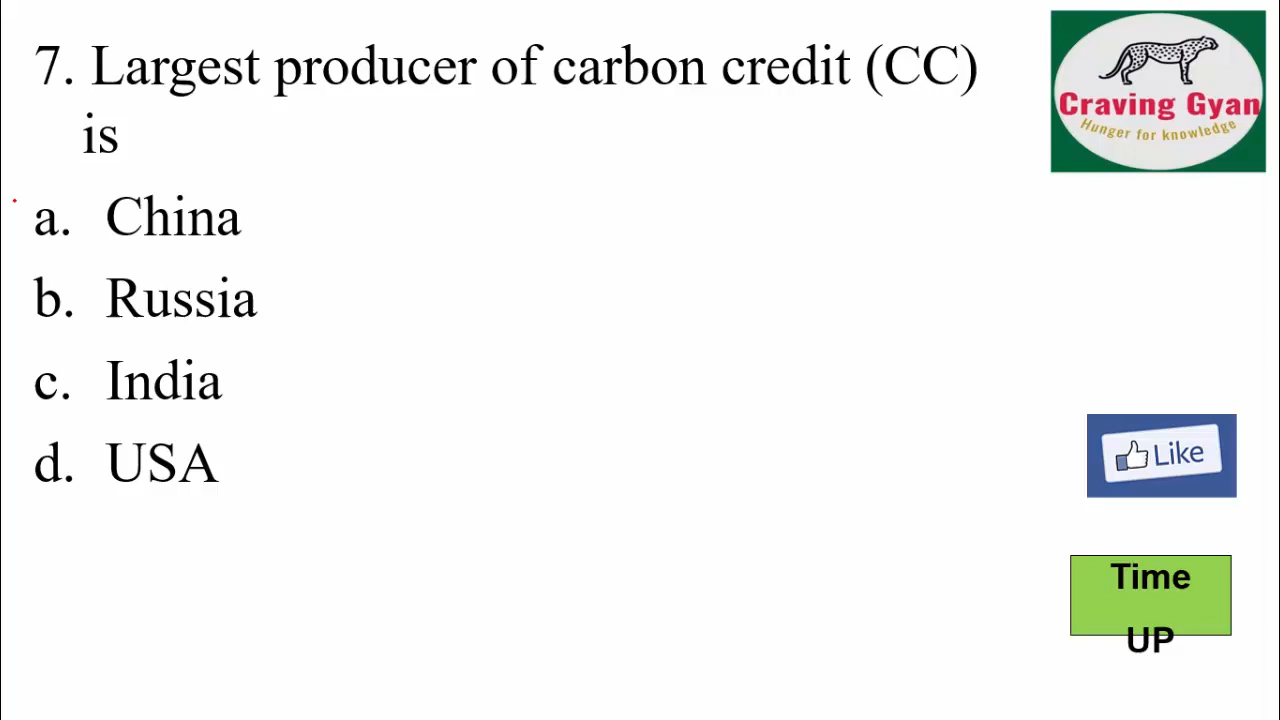 7. Largest producer of carbon credit (CC)
is
a. China
b. Russia
c. India
d. USA
Craving Gyan
Hunger for knowledge
Like
Time
UP